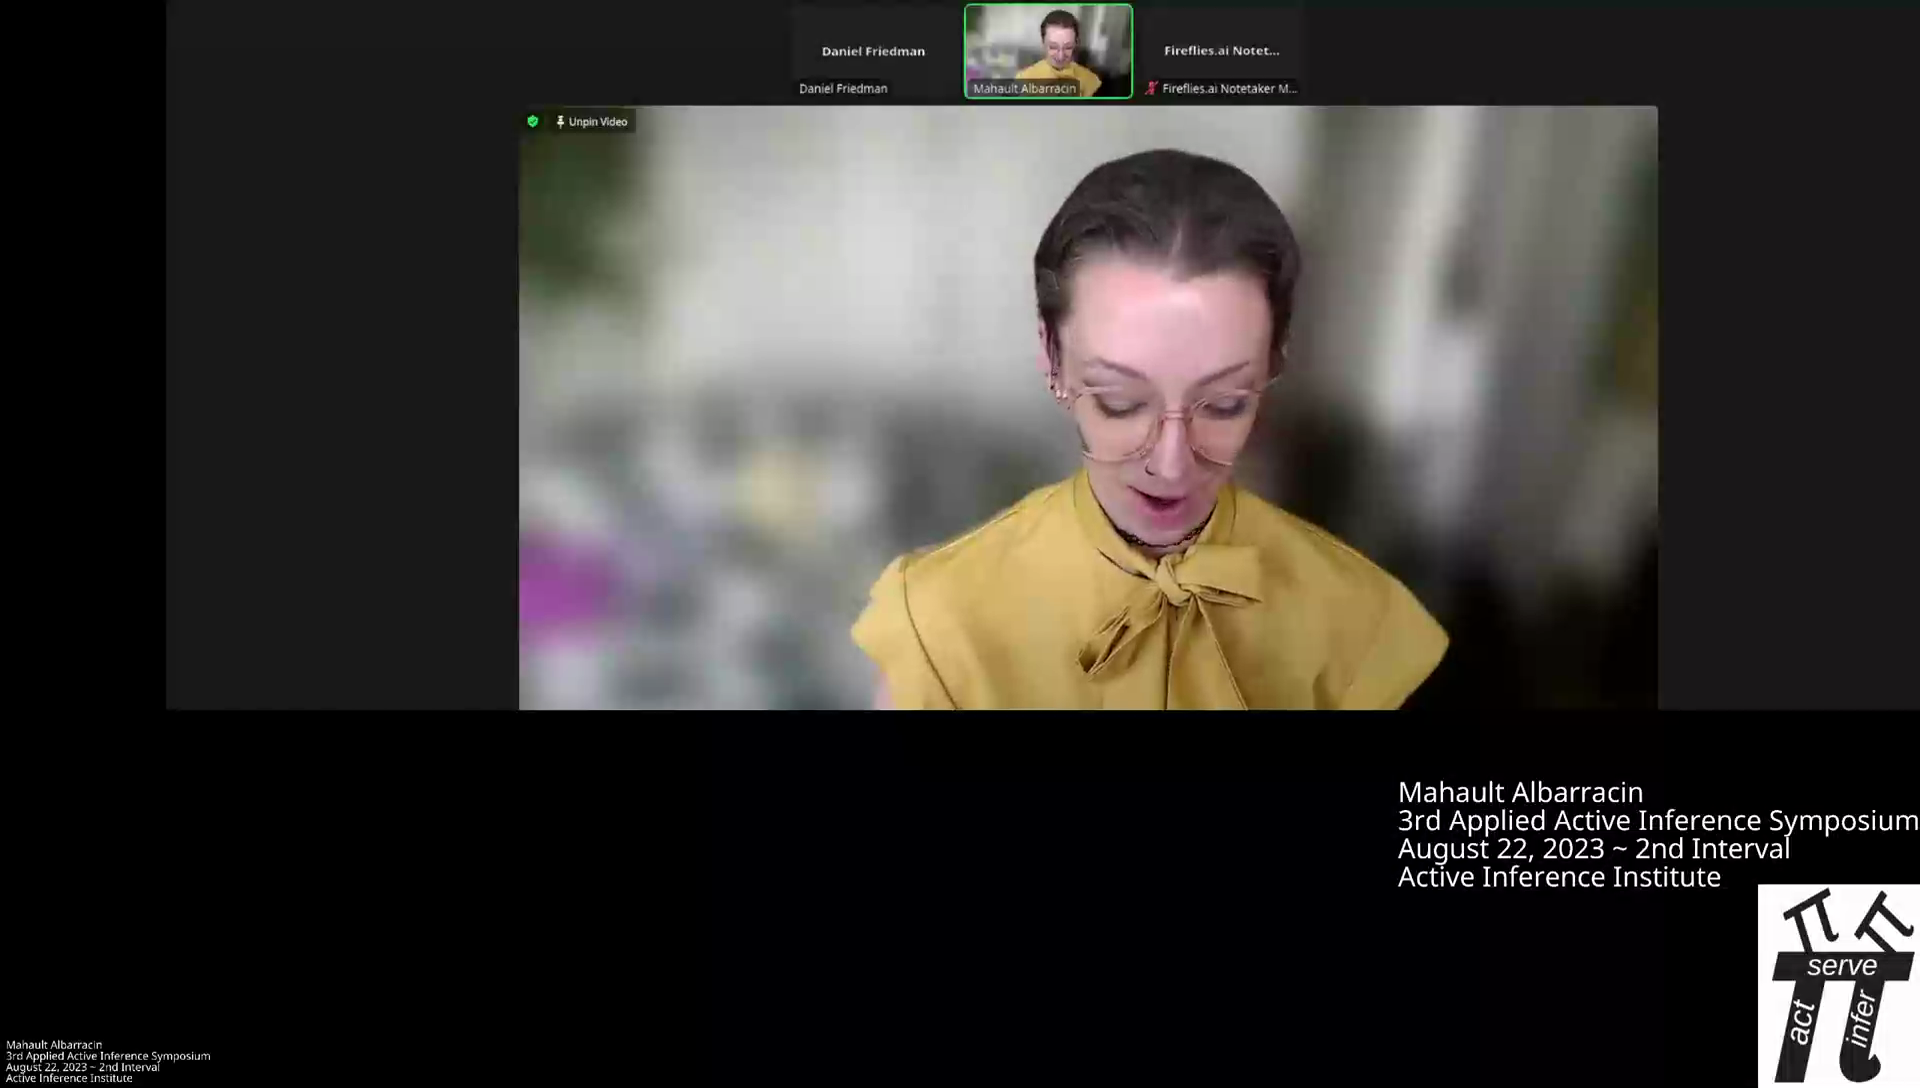 Daniel Friedman
Daniel Friedman
Mahault Albarracin
Fireflies.ai Notet...
Fireflies.ai Notetaker M...
Unpin Video
Mahault Albarracin
3rd Applied Active Inference Symposium
August 22, 2023 ~ 2nd Interval
Active Inference Institute
serve
act
infer
Mahault Albarracin
3rd Applied Active Inference Symposium
August 22, 2023 ~ 2nd Interval
Active Inference Institute